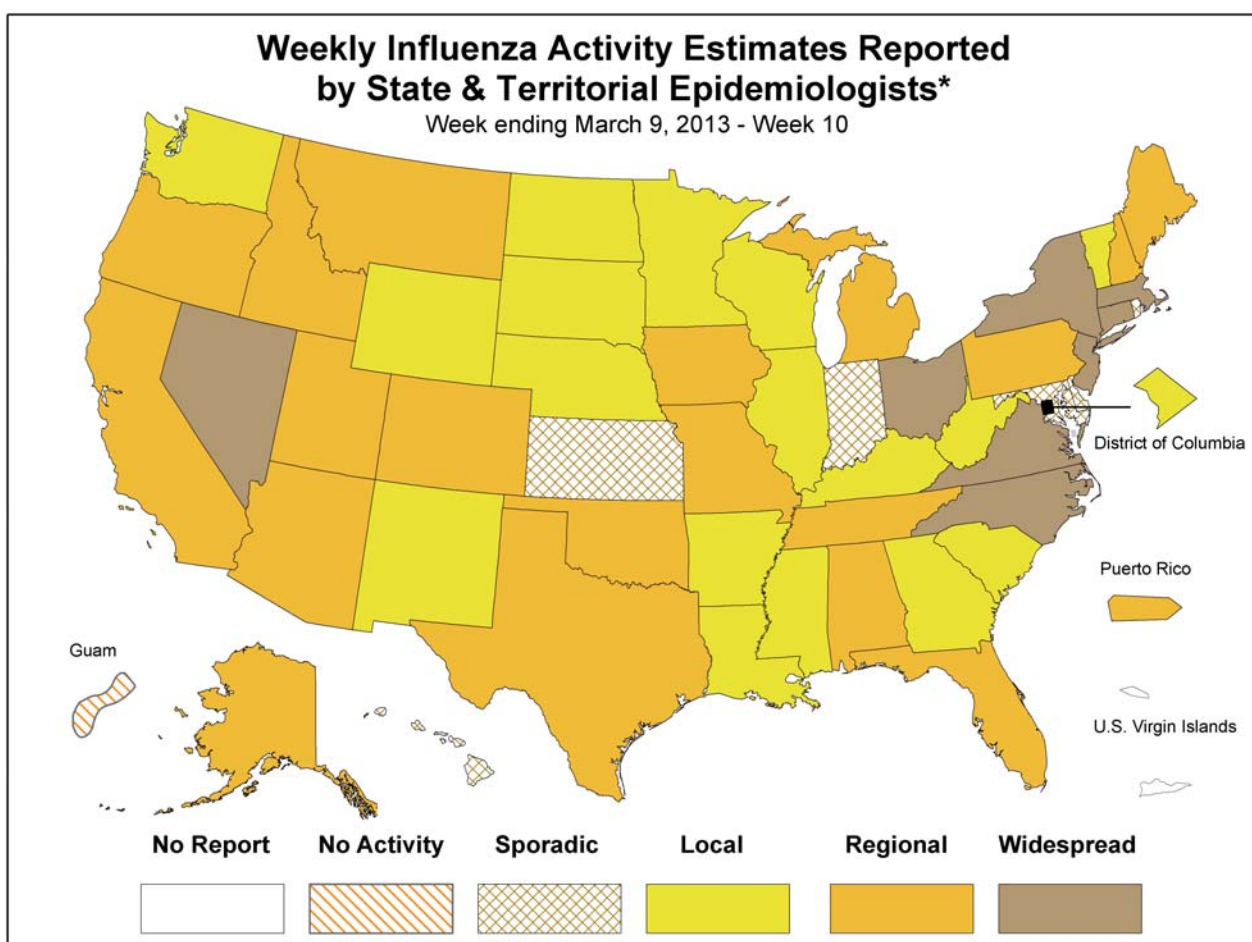 Weekly Influenza Activity Estimates Reported
by State & Territorial Epidemiologists*
Week ending March 9, 2013 - Week 10
District of Columbia
Puerto Rico
Guam
U.S. Virgin Islands
No Report No Activity Sporadic Local Regional Widespread